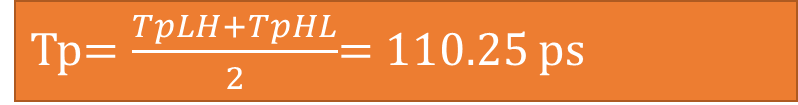 Tp= TpLH+TpHL/2 = 110.25 ps